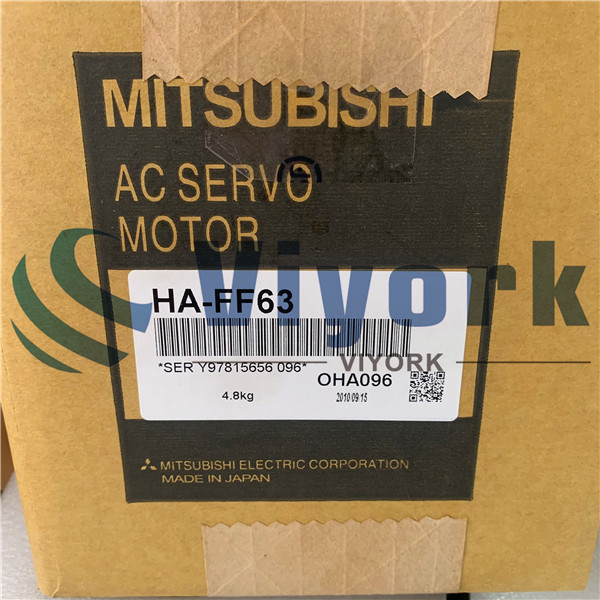 MITSUBISHI
AC SERVO
MOTOR
Viyork
VIYORK
HA-FF63
*SER Y97815656 096*
4.8kg
OHA096
2010 09 15
MITSUBISHI ELECTRIC CORPORATION
MADE IN JAPAN